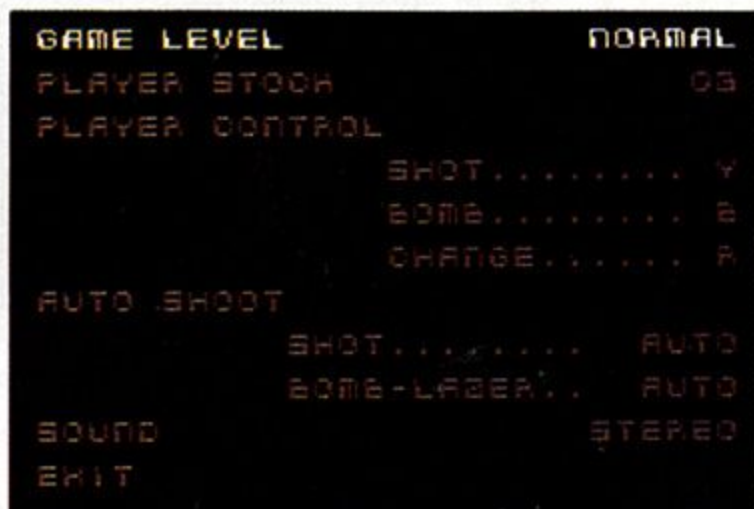 GAME LEVEL NORMAL
PLAYER STOCK 03
PLAYER CONTROL
SHOT......... Y
BOMB......... B
CHANGE....... R
AUTO SHOOT
SHOT......... AUTO
BOMB-LASER.. AUTO
SOUND STEREO
EXIT